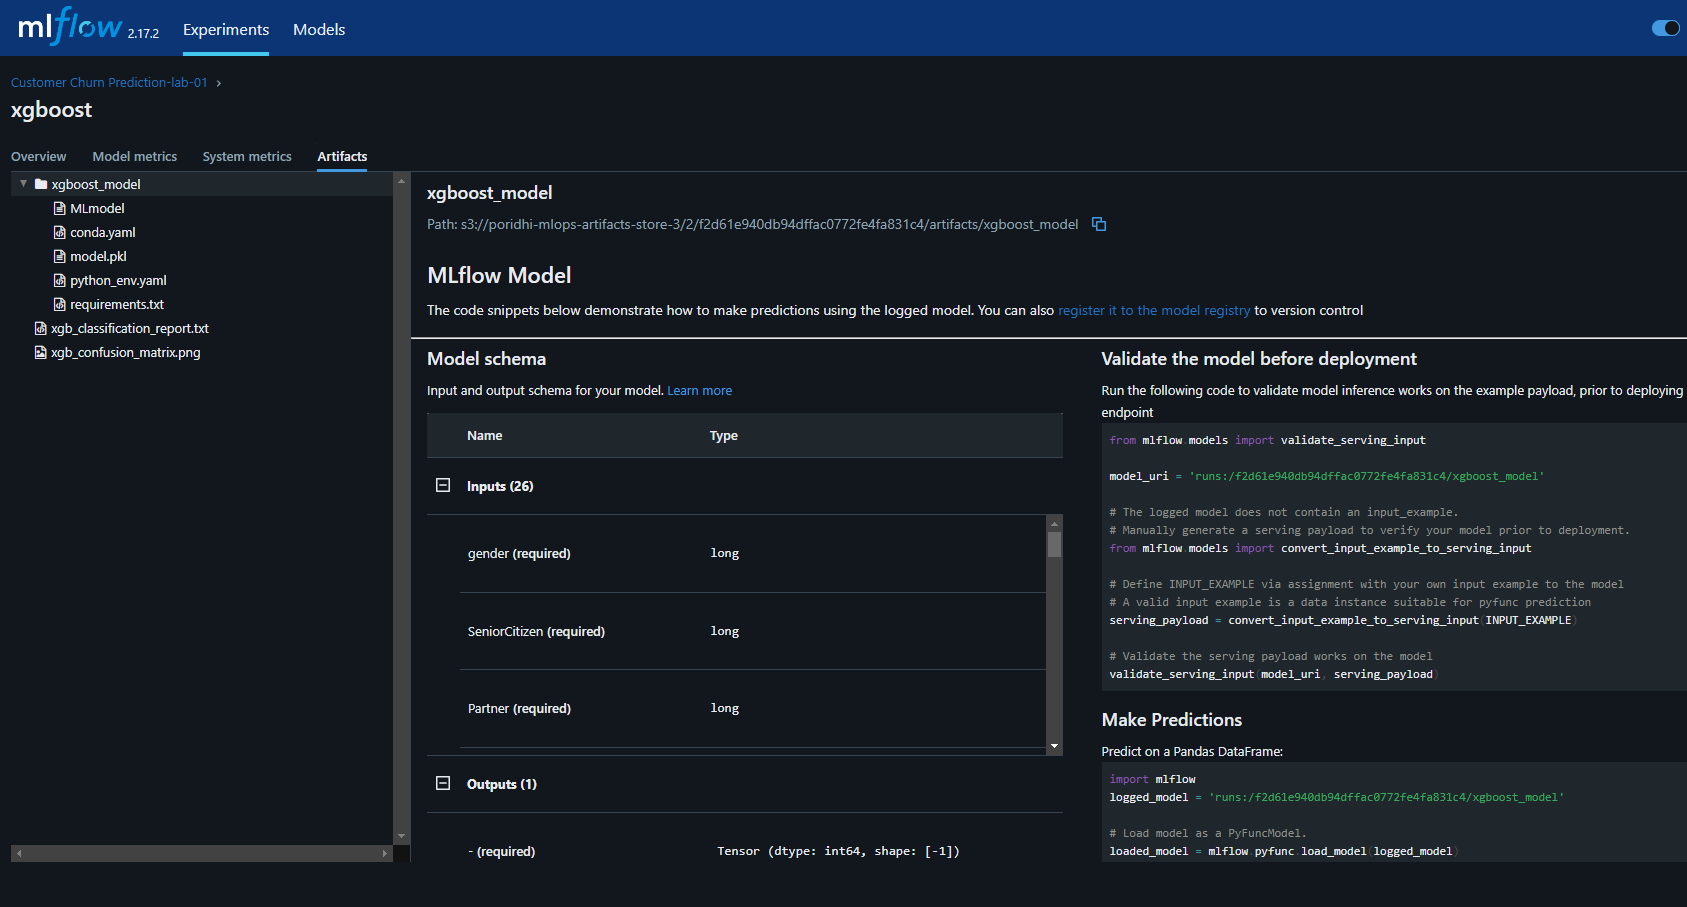 mlflow 2.17.2 Experiments Models
Customer Churn Prediction-lab-01 ›
xgboost
Overview Model metrics System metrics Artifacts
xgboost_model
MLmodel
conda.yaml
model.pkl
python_env.yaml
requirements.txt
xgb_classification_report.txt
xgb_confusion_matrix.png
xgboost_model
Path: s3://poridhi-mlops-artifacts-store-3/2/f2d61e940db94dffac0772fe4fa831c4/artifacts/xgboost_model
MLflow Model
The code snippets below demonstrate how to make predictions using the logged model. You can also register it to the model registry to version control
Model schema
Input and output schema for your model. Learn more
Name Type
Inputs (26)
gender (required) long
SeniorCitizen (required) long
Partner (required) long
Outputs (1)
- (required) Tensor (dtype: int64, shape: [-1])
Validate the model before deployment
Run the following code to validate model inference works on the example payload, prior to deploying
endpoint
from mlflow.models import validate_serving_input
model_uri = 'runs:/f2d61e940db94dffac0772fe4fa831c4/xgboost_model'
# The logged model does not contain an input_example.
# Manually generate a serving payload to verify your model prior to deployment.
from mlflow.models import convert_input_example_to_serving_input
# Define INPUT_EXAMPLE via assignment with your own input example to the model
# A valid input example is a data instance suitable for pyfunc prediction
serving_payload = convert_input_example_to_serving_input(INPUT_EXAMPLE)
# Validate the serving payload works on the model
validate_serving_input(model_uri, serving_payload)
Make Predictions
Predict on a Pandas DataFrame:
import mlflow
logged_model = 'runs:/f2d61e940db94dffac0772fe4fa831c4/xgboost_model'
# Load model as a PyFuncModel.
loaded_model = mlflow.pyfunc.load_model(logged_model)